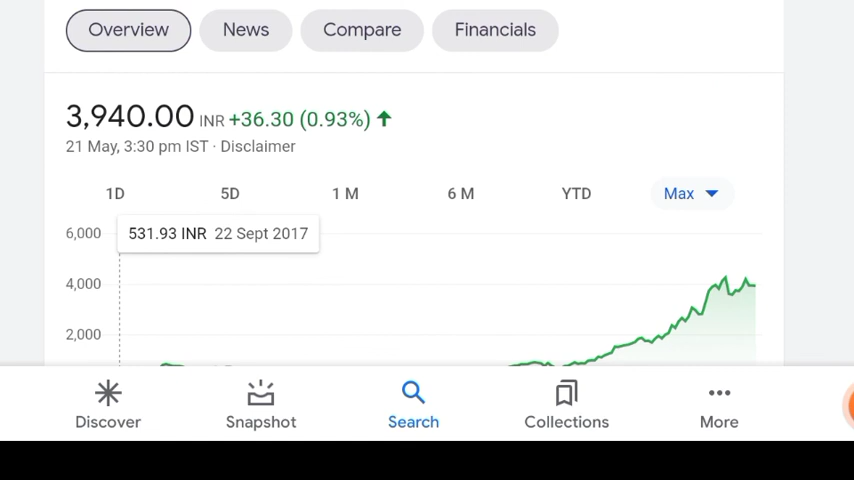 Overview News Compare Financials
3,940.00 INR +36.30 (0.93%) ↑
21 May, 3:30 pm IST · Disclaimer
1D 5D 1 M 6 M YTD Max
6,000 531.93 INR 22 Sept 2017
4,000
2,000
Discover Snapshot Search Collections More